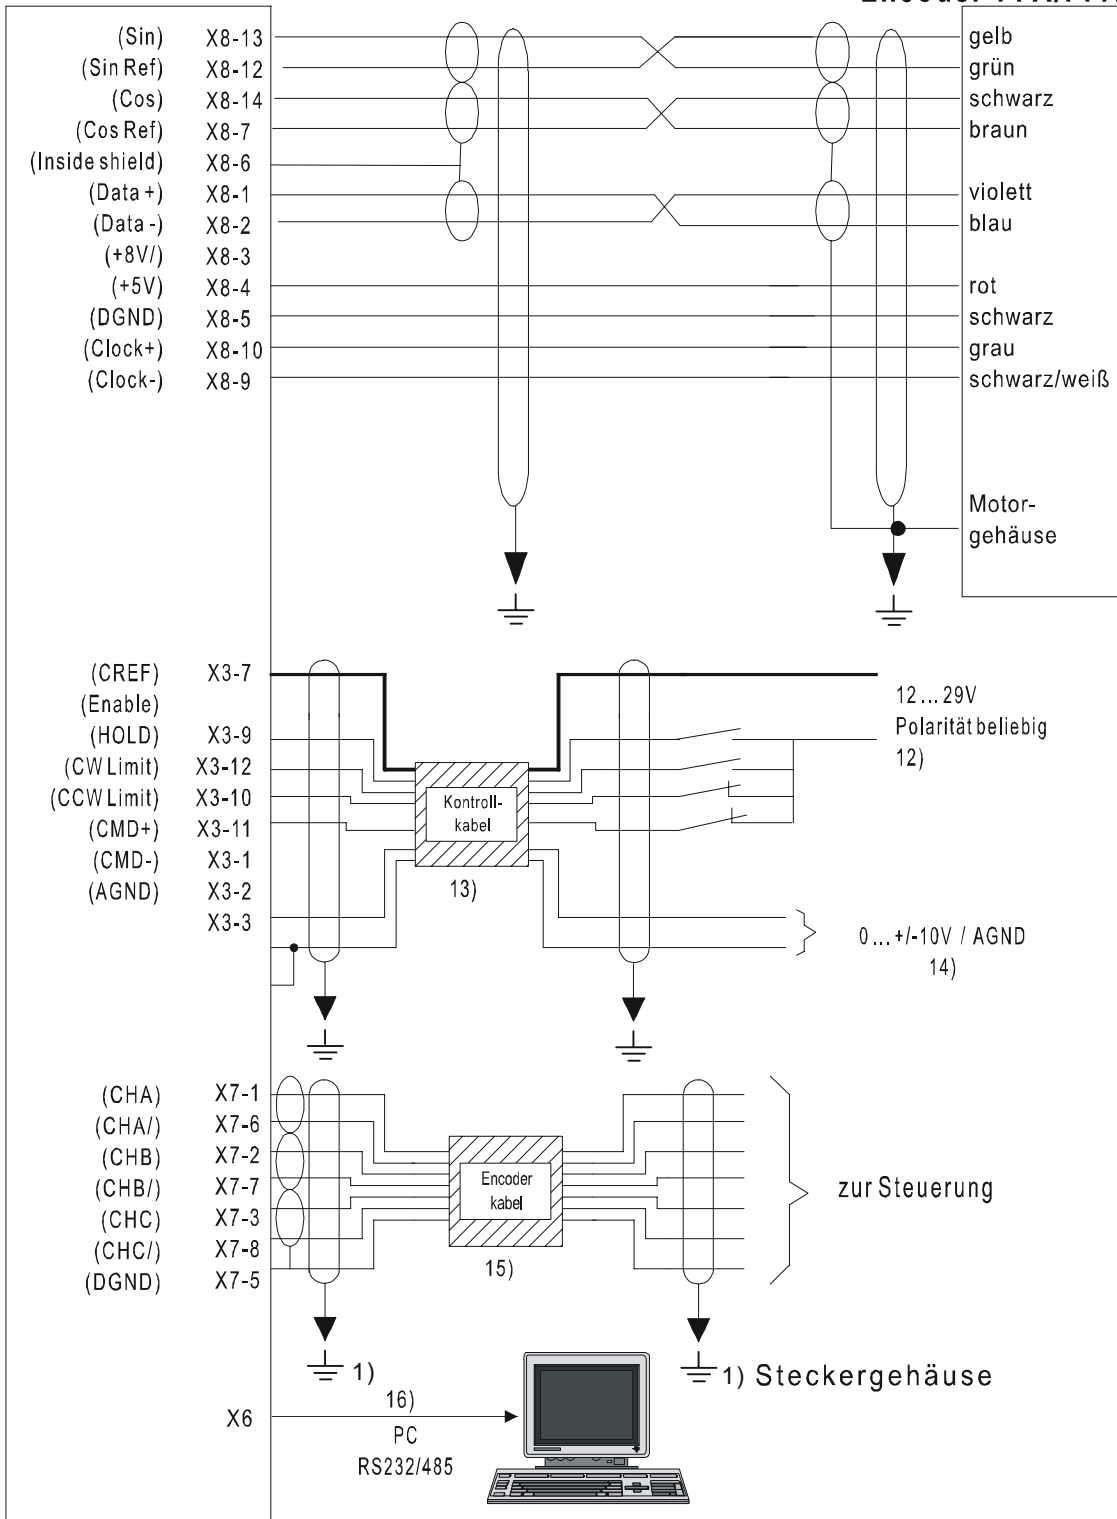 (Sin) X8-13 gelb
(Sin Ref) X8-12 grün
(Cos) X8-14 schwarz
(Cos Ref) X8-7 braun
(Inside shield) X8-6
(Data +) X8-1 violett
(Data -) X8-2 blau
(+8V/) X8-3
(+5V) X8-4 rot
(DGND) X8-5 schwarz
(Clock+) X8-10 grau
(Clock-) X8-9 schwarz/weiß
Motor-
gehäuse
(CREF) X3-7
(Enable)
(HOLD) X3-9
(CW Limit) X3-12
(CCW Limit) X3-10
(CMD+) X3-11
(CMD-) X3-1
(AGND) X3-2
X3-3
12...29V
Polarität beliebig
12)
Kontroll-
kabel
13)
0...+/-10V / AGND
14)
(CHA) X7-1
(CHA/) X7-6
(CHB) X7-2
(CHB/) X7-7
(CHC) X7-3
(CHC/) X7-8
(DGND) X7-5
Encoder
kabel
15)
zur Steuerung
1)
1) Steckergehäuse
X6
16)
PC
RS232/485